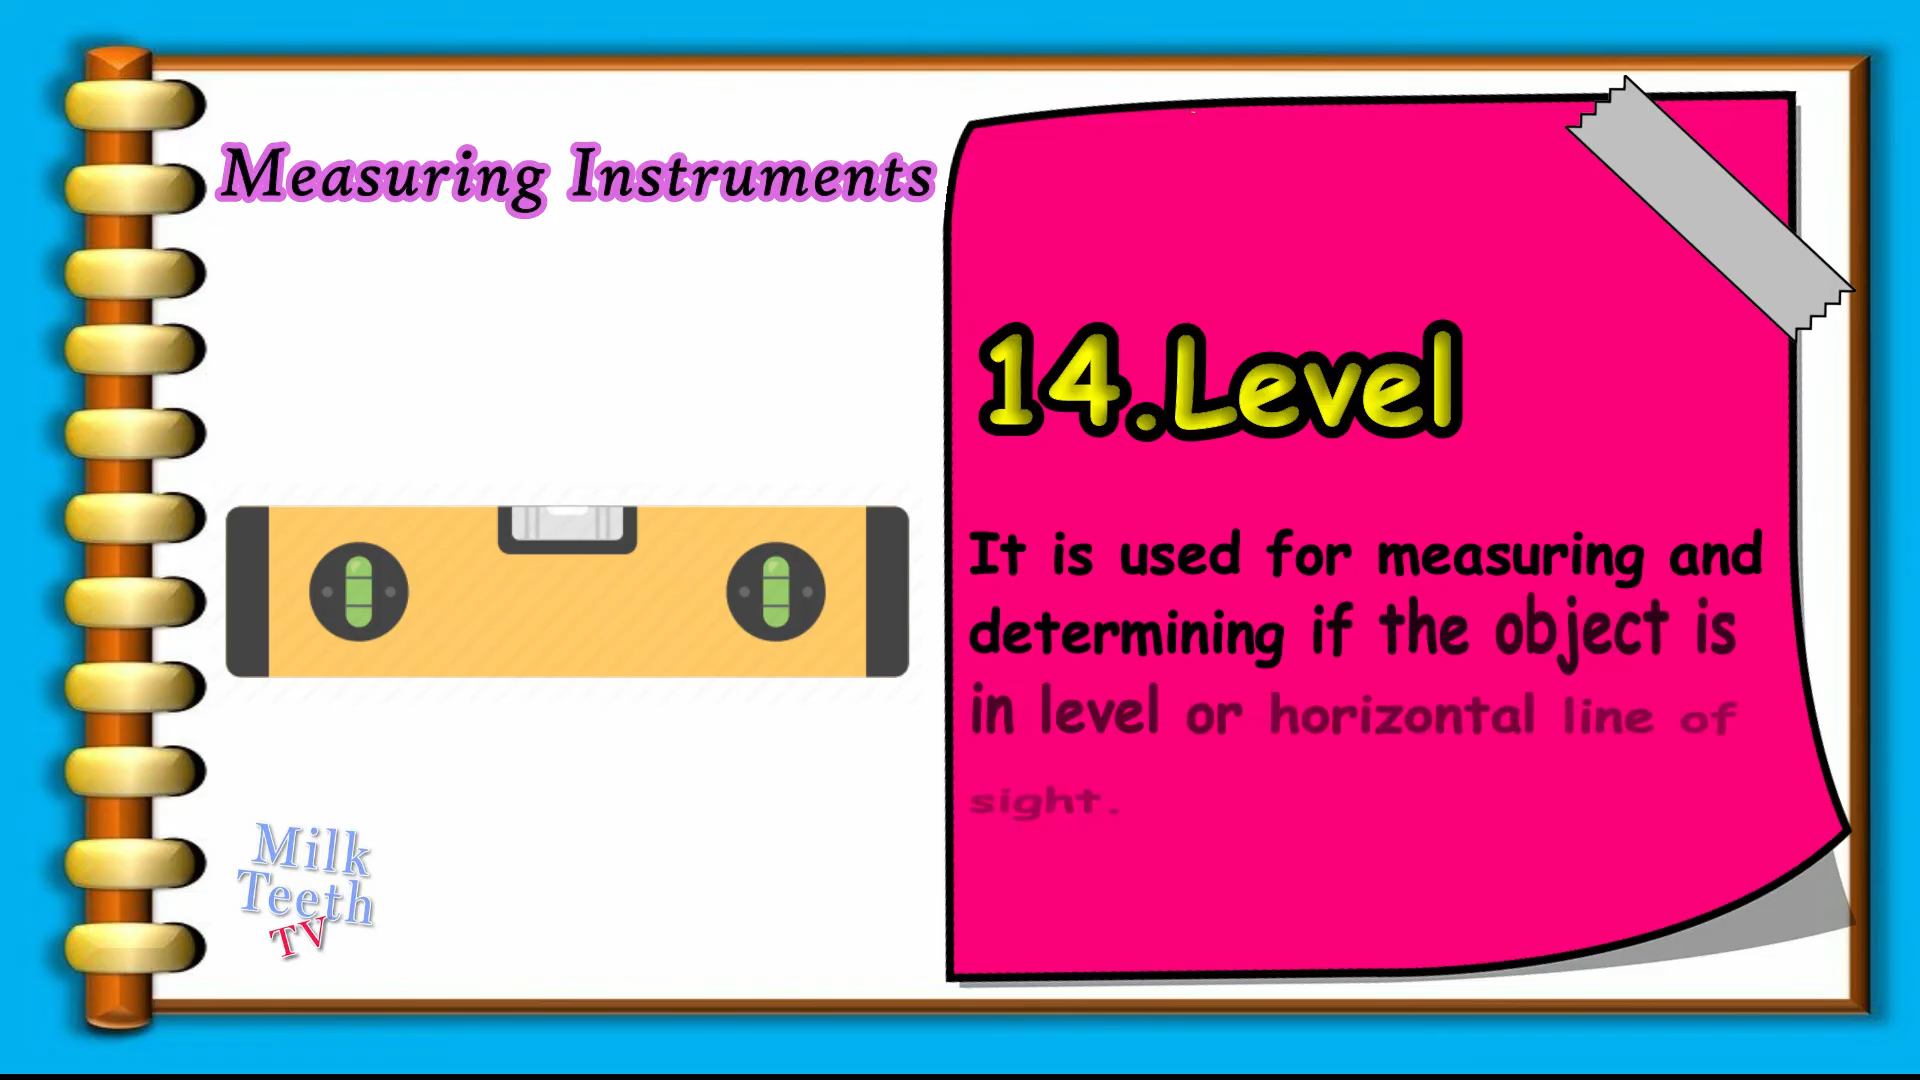 Measuring Instruments
14.Level
It is used for measuring and
determining if the object is
in level or horizontal line of
sight.
Milk
Teeth
TV